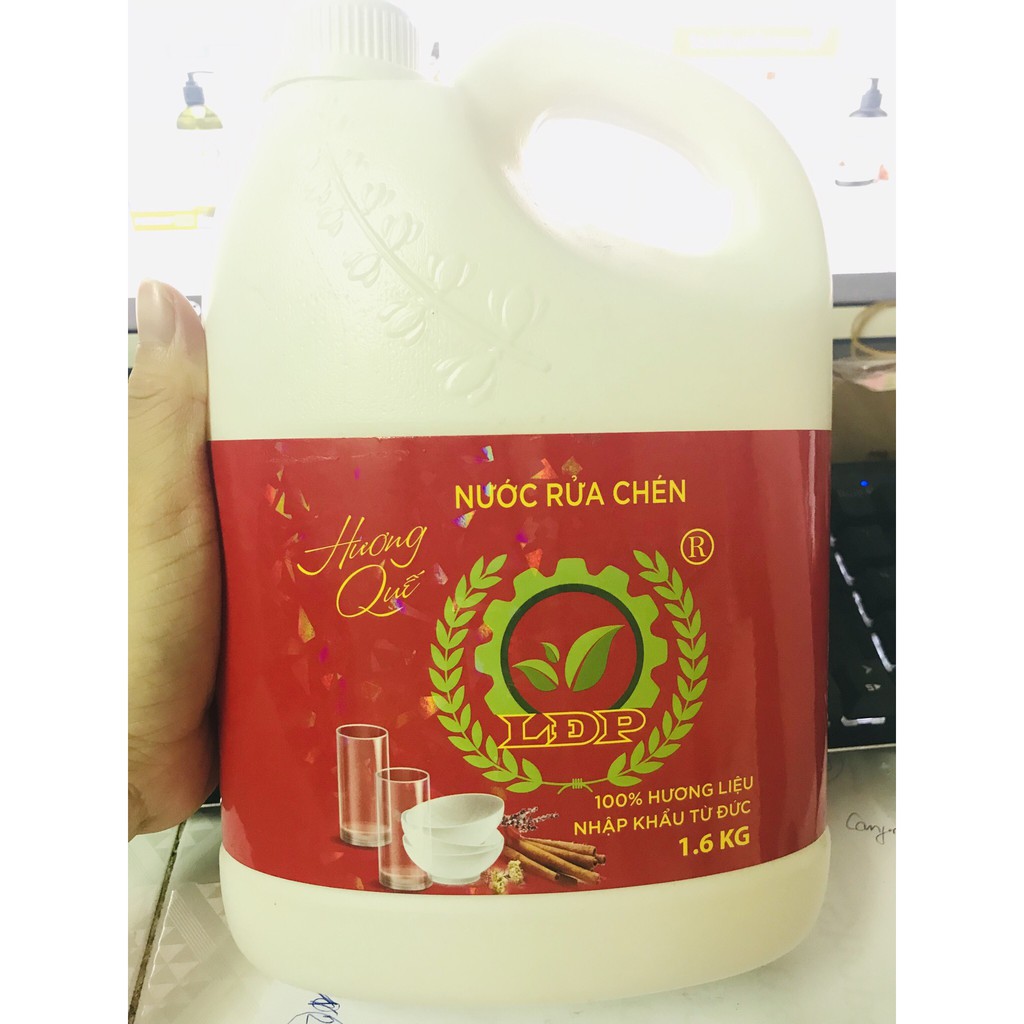 NƯỚC RỬA CHÉN
Hương
Quế
®
LĐP
100% HƯƠNG LIỆU
NHẬP KHẨU TỪ ĐỨC
1.6 KG